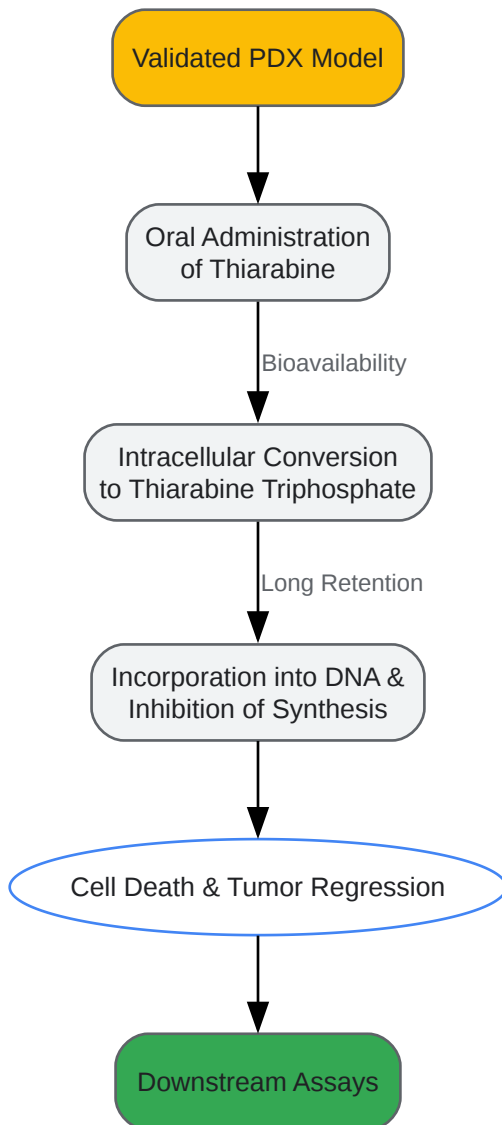 Validated PDX Model
Oral Administration
of Thiarabine
Bioavailability
Intracellular Conversion
to Thiarabine Triphosphate
Long Retention
Incorporation into DNA &
Inhibition of Synthesis
Cell Death & Tumor Regression
Downstream Assays